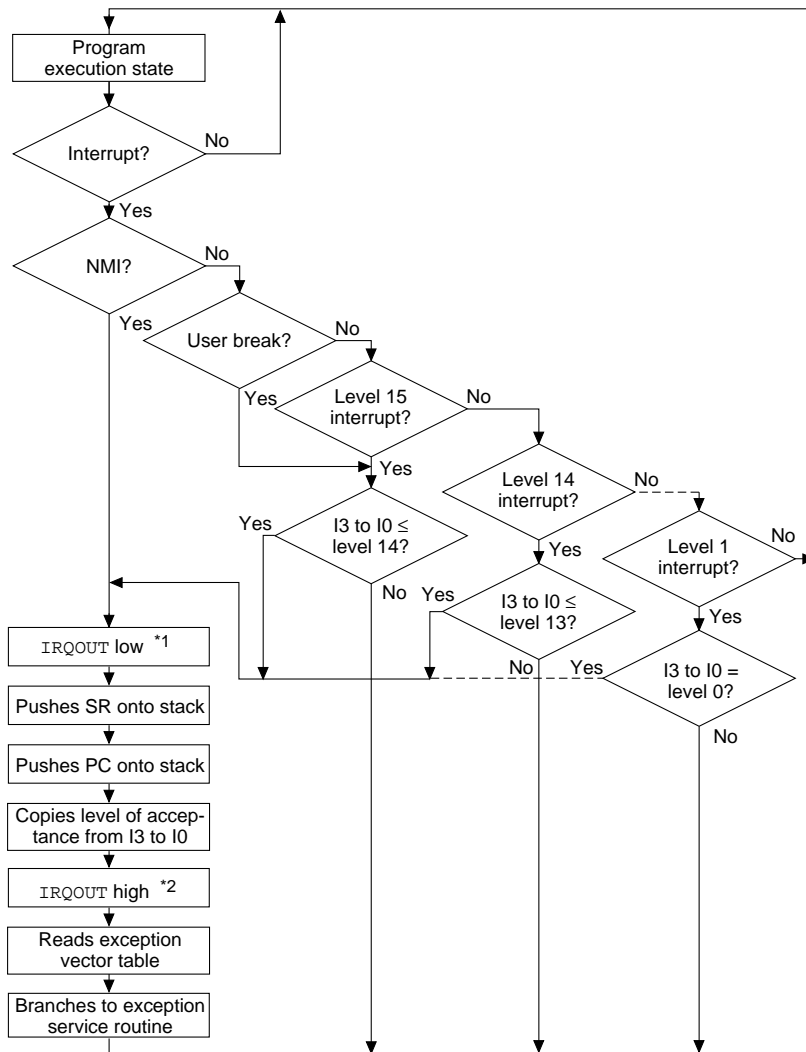 Program
execution state
No
Interrupt?
Yes
No
NMI?
Yes
No
User break?
Yes
No
Level 15
interrupt?
Yes
No
Level 14
interrupt?
Yes
No
Level 1
interrupt?
Yes
Yes
I3 to I0 ≤
level 14?
No
Yes
I3 to I0 ≤
level 13?
No
Yes
I3 to I0 =
level 0?
No
IRQOUT low *1
Pushes SR onto stack
Pushes PC onto stack
Copies level of accep-
tance from I3 to I0
IRQOUT high *2
Reads exception
vector table
Branches to exception
service routine